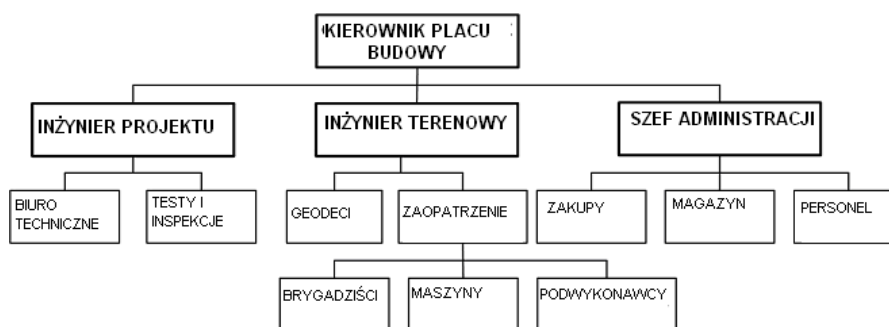 KIEROWNIK PLACU
BUDOWY
INŻYNIER PROJEKTU
INŻYNIER TERENOWY
SZEF ADMINISTRACJI
BIURO
TECHNICZNE
TESTY I
INSPEKCJE
GEODECI
ZAOPATRZENIE
ZAKUPY
MAGAZYN
PERSONEL
BRYGADZIŚCI
MASZYNY
PODWYKONAWCY